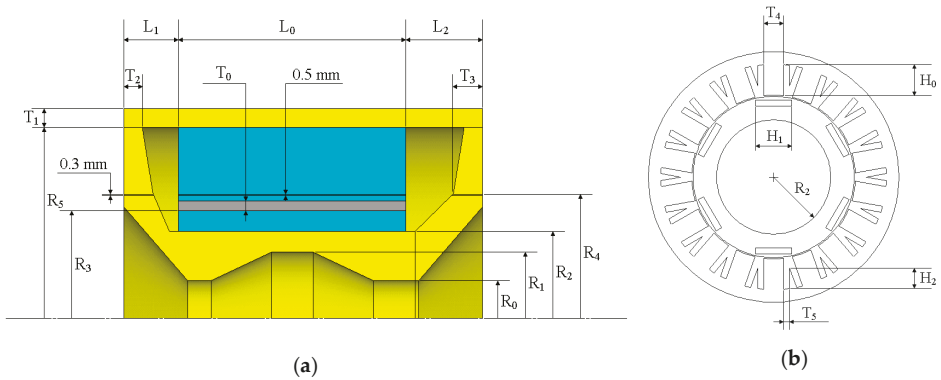 L₁ L₀ L₂
T₂ T₀ 0.5 mm T₃
T₁
0.3 mm
R₅
R₃
R₀ R₁ R₂ R₄
(a)
T₄
H₀
H₁
R₂
H₂
T₅
(b)